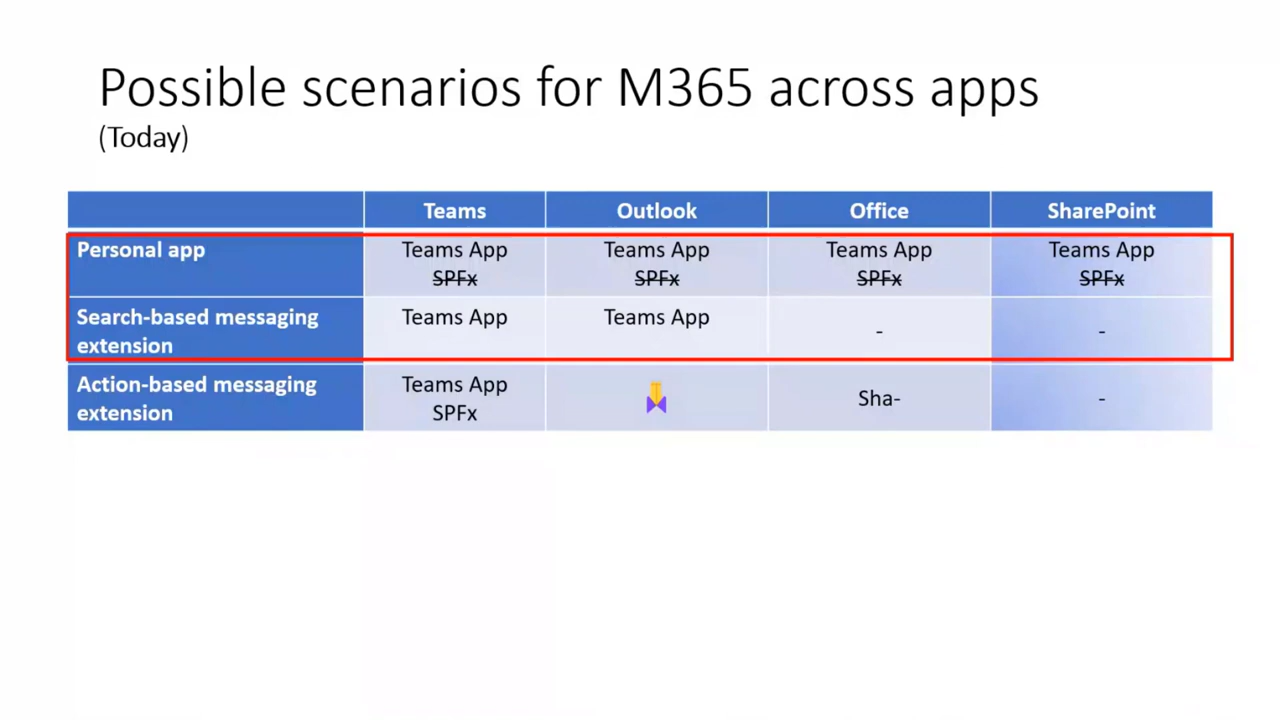 Possible scenarios for M365 across apps
(Today)
Teams Outlook Office SharePoint
Personal app
Teams App Teams App Teams App Teams App
SPFx SPFx SPFx SPFx
Search-based messaging
extension
Teams App Teams App - -
Action-based messaging
extension
Teams App
SPFx
Sha- -